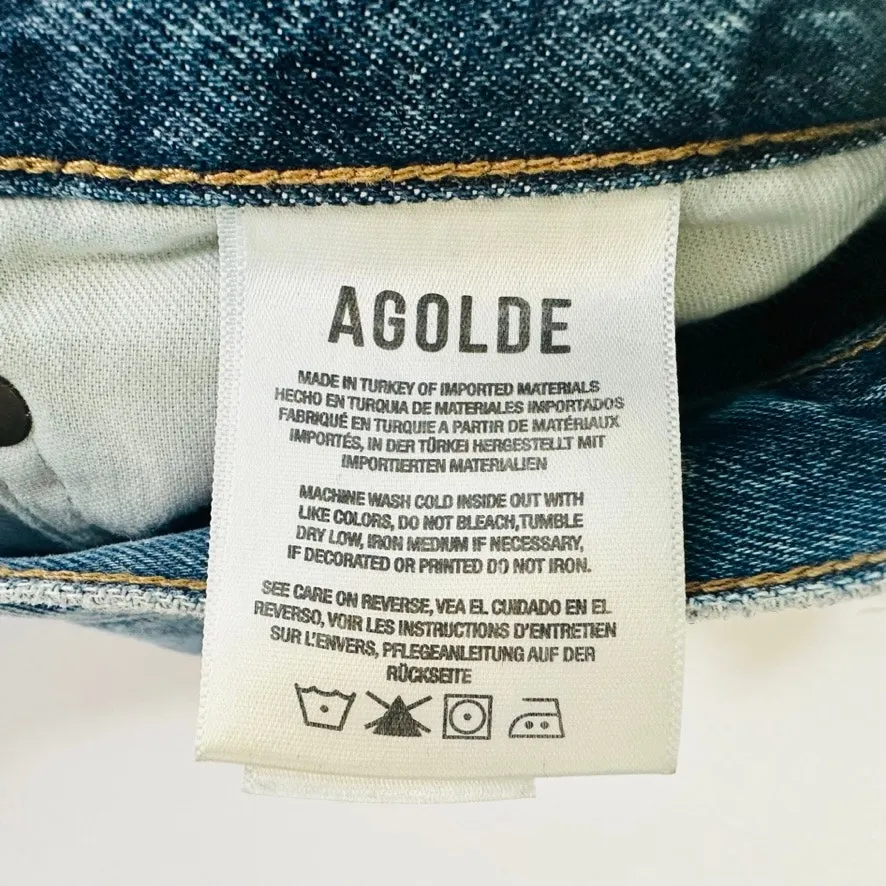 AGOLDE
MADE IN TURKEY OF IMPORTED MATERIALS
HECHO EN TURQUIA DE MATERIALES IMPORTADOS
FABRIQUÉ EN TURQUIE A PARTIR DE MATÉRIAUX
IMPORTÉS, IN DER TÜRKEI HERGESTELLT MIT
IMPORTIERTEN MATERIALIEN
MACHINE WASH COLD INSIDE OUT WITH
LIKE COLORS, DO NOT BLEACH,TUMBLE
DRY LOW, IRON MEDIUM IF NECESSARY,
IF DECORATED OR PRINTED DO NOT IRON.
SEE CARE ON REVERSE, VEA EL CUIDADO EN EL
REVERSO, VOIR LES INSTRUCTIONS D'ENTRETIEN
SUR L'ENVERS, PFLEGEANLEITUNG AUF DER
RÜCKSEITE